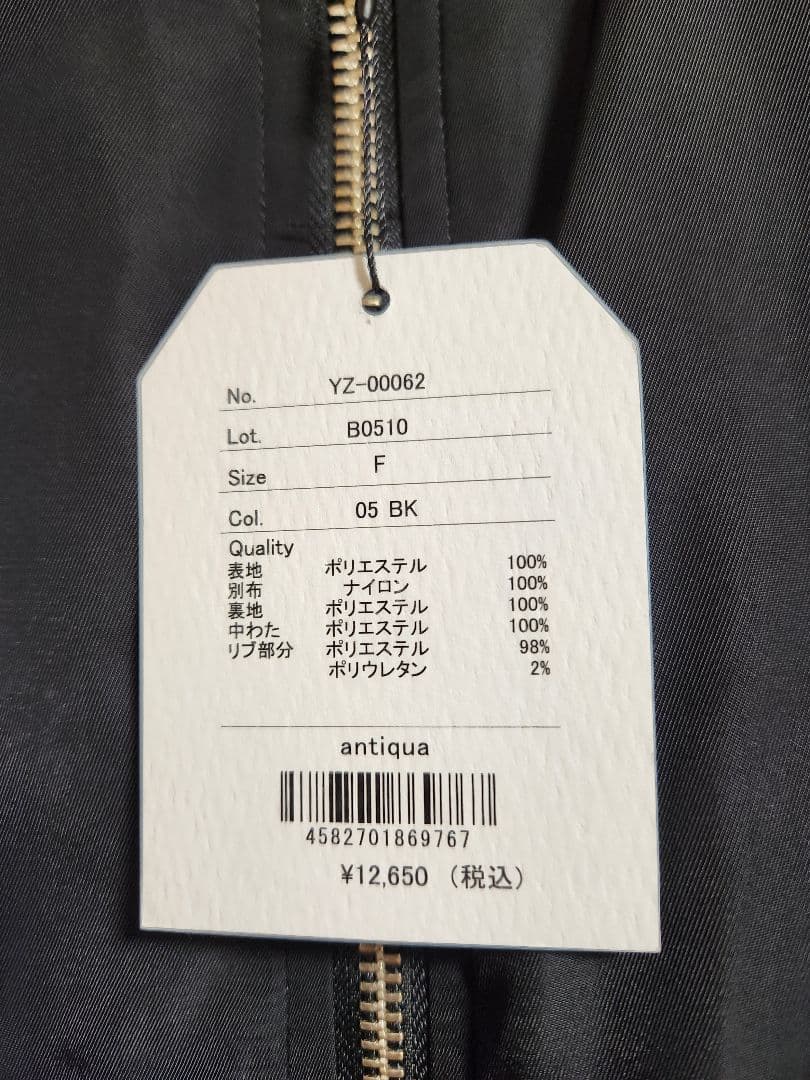 No. YZ-00062
Lot. B0510
Size F
Col. 05 BK
Quality
表地 ポリエステル 100%
別布 ナイロン 100%
裏地 ポリエステル 100%
中わた ポリエステル 100%
リブ部分 ポリエステル 98%
ポリウレタン 2%
antiqua
4582701869767
¥12,650 (税込)